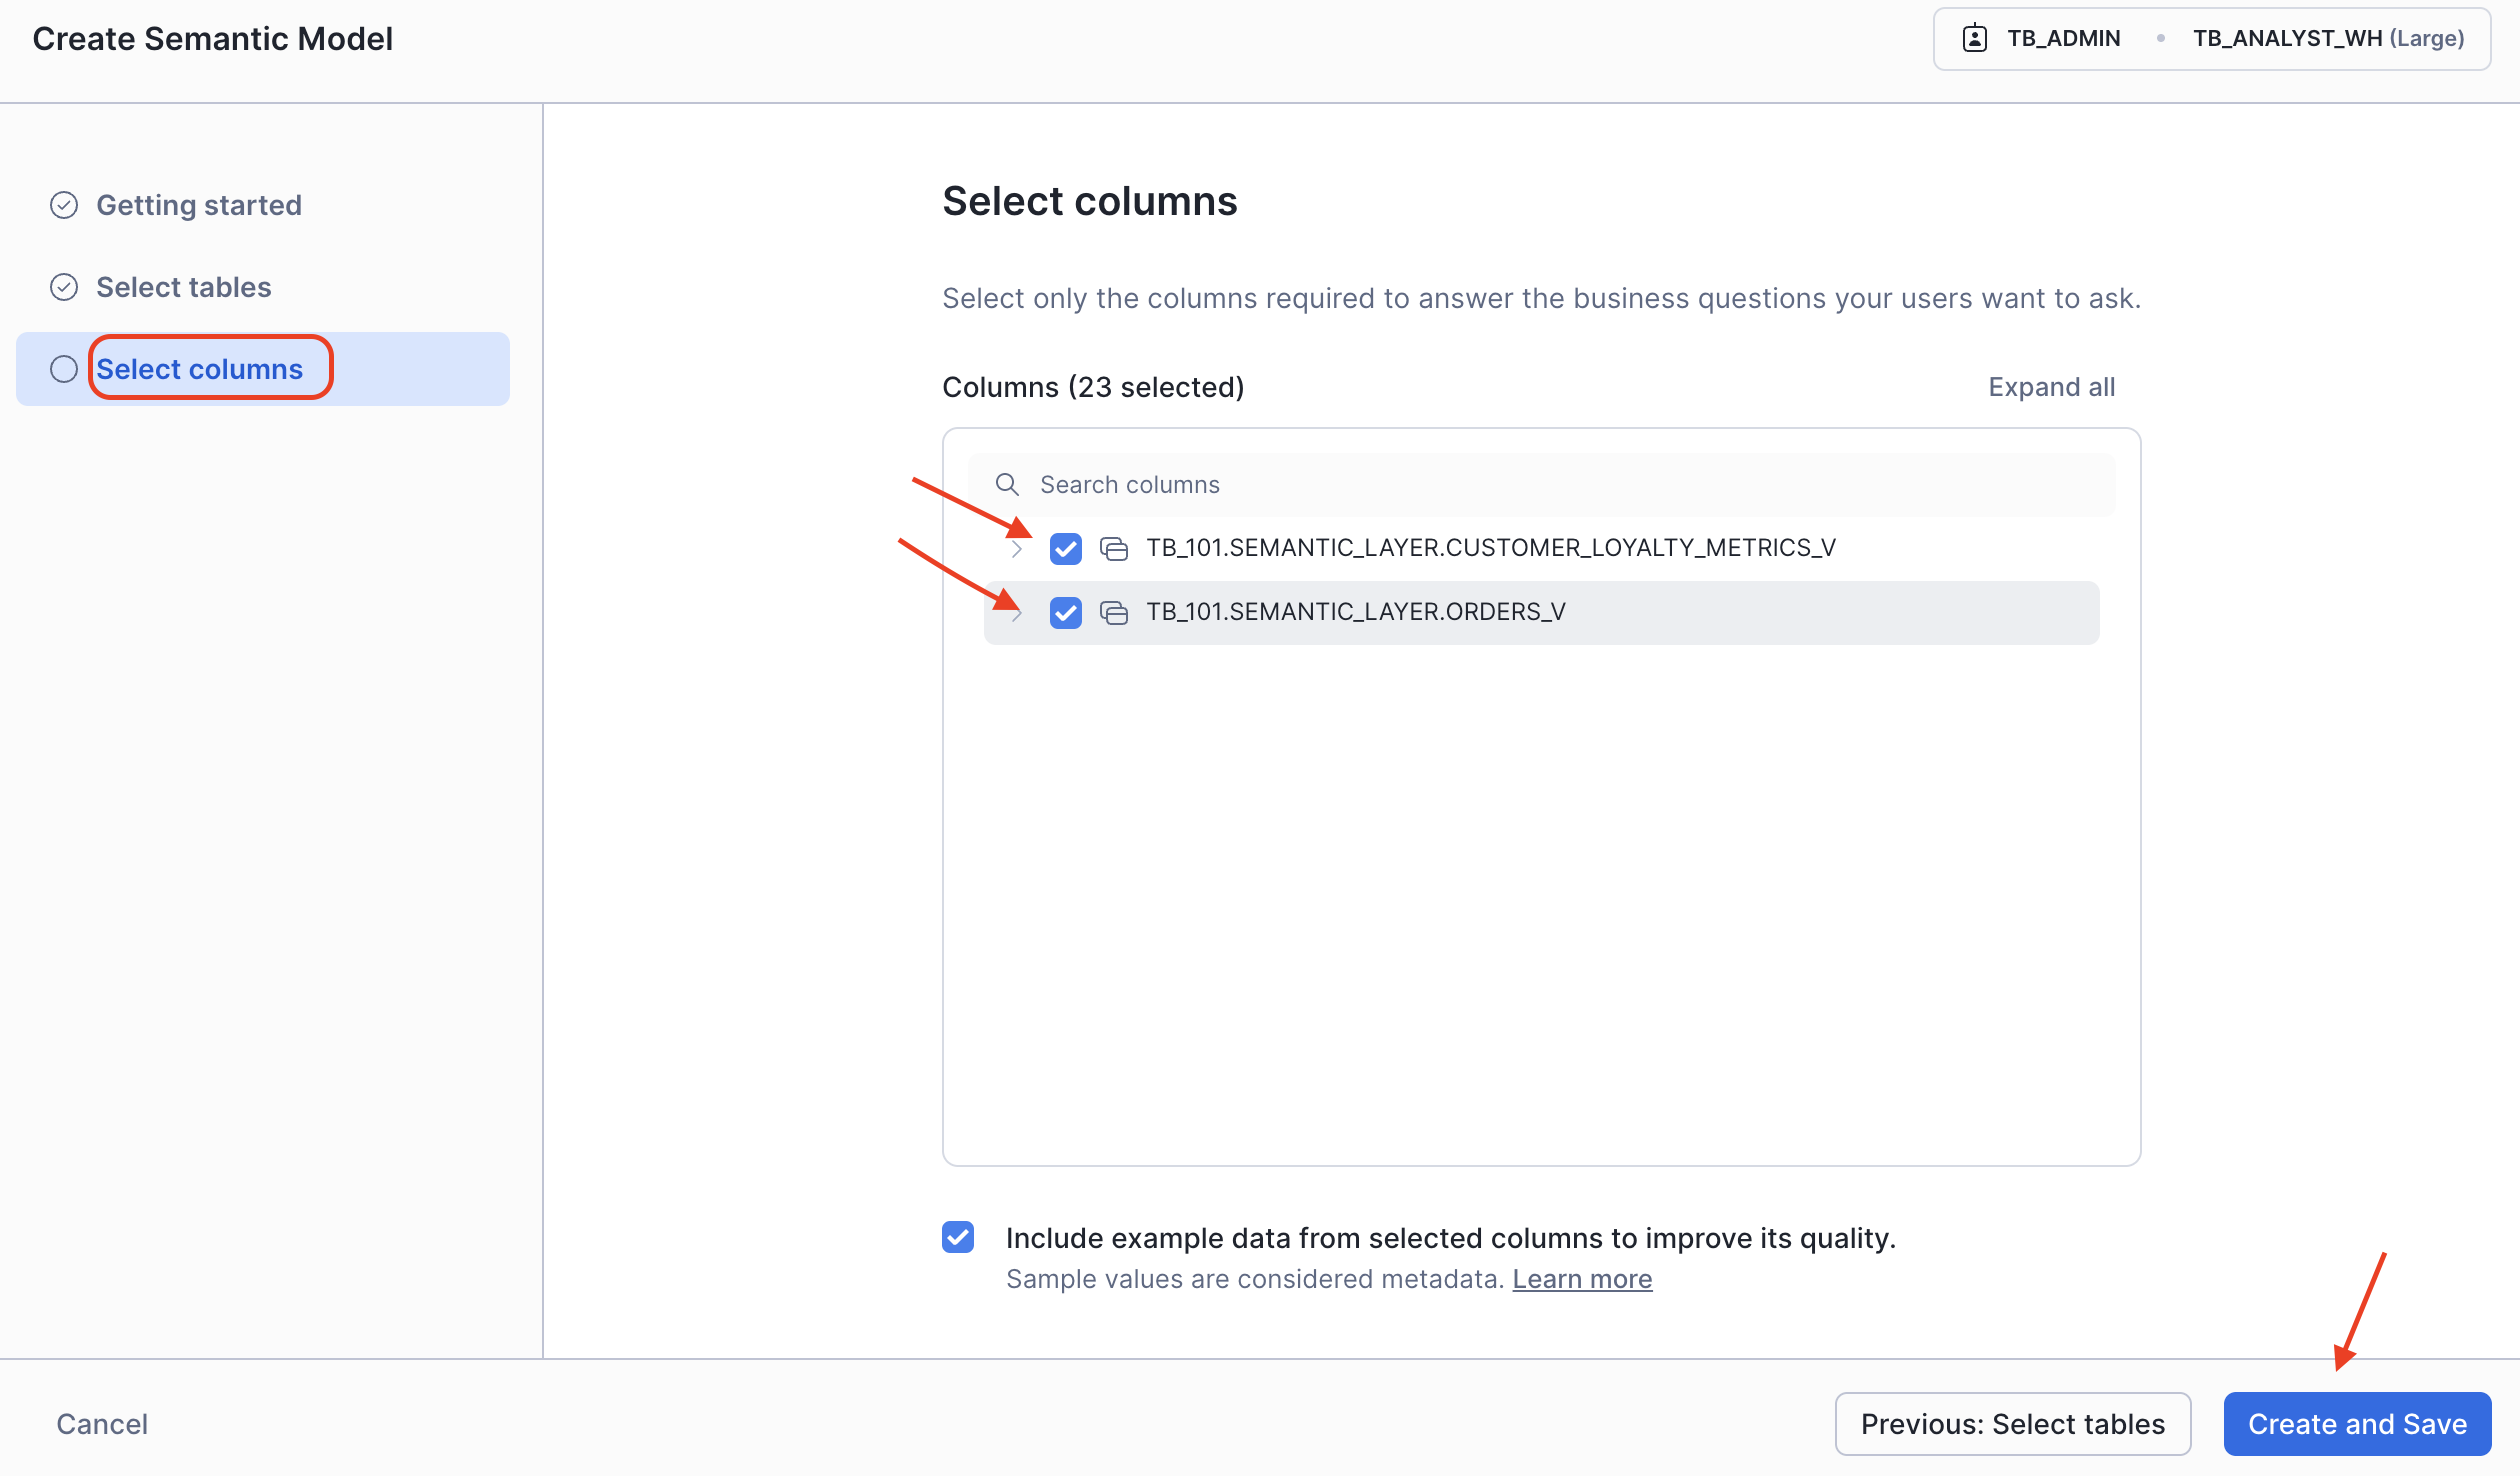 Create Semantic Model
TB_ADMIN • TB_ANALYST_WH (Large)
Getting started
Select tables
Select columns
Select columns
Select only the columns required to answer the business questions your users want to ask.
Columns (23 selected)
Expand all
Search columns
TB_101.SEMANTIC_LAYER.CUSTOMER_LOYALTY_METRICS_V
TB_101.SEMANTIC_LAYER.ORDERS_V
Include example data from selected columns to improve its quality.
Sample values are considered metadata. Learn more
Cancel
Previous: Select tables
Create and Save